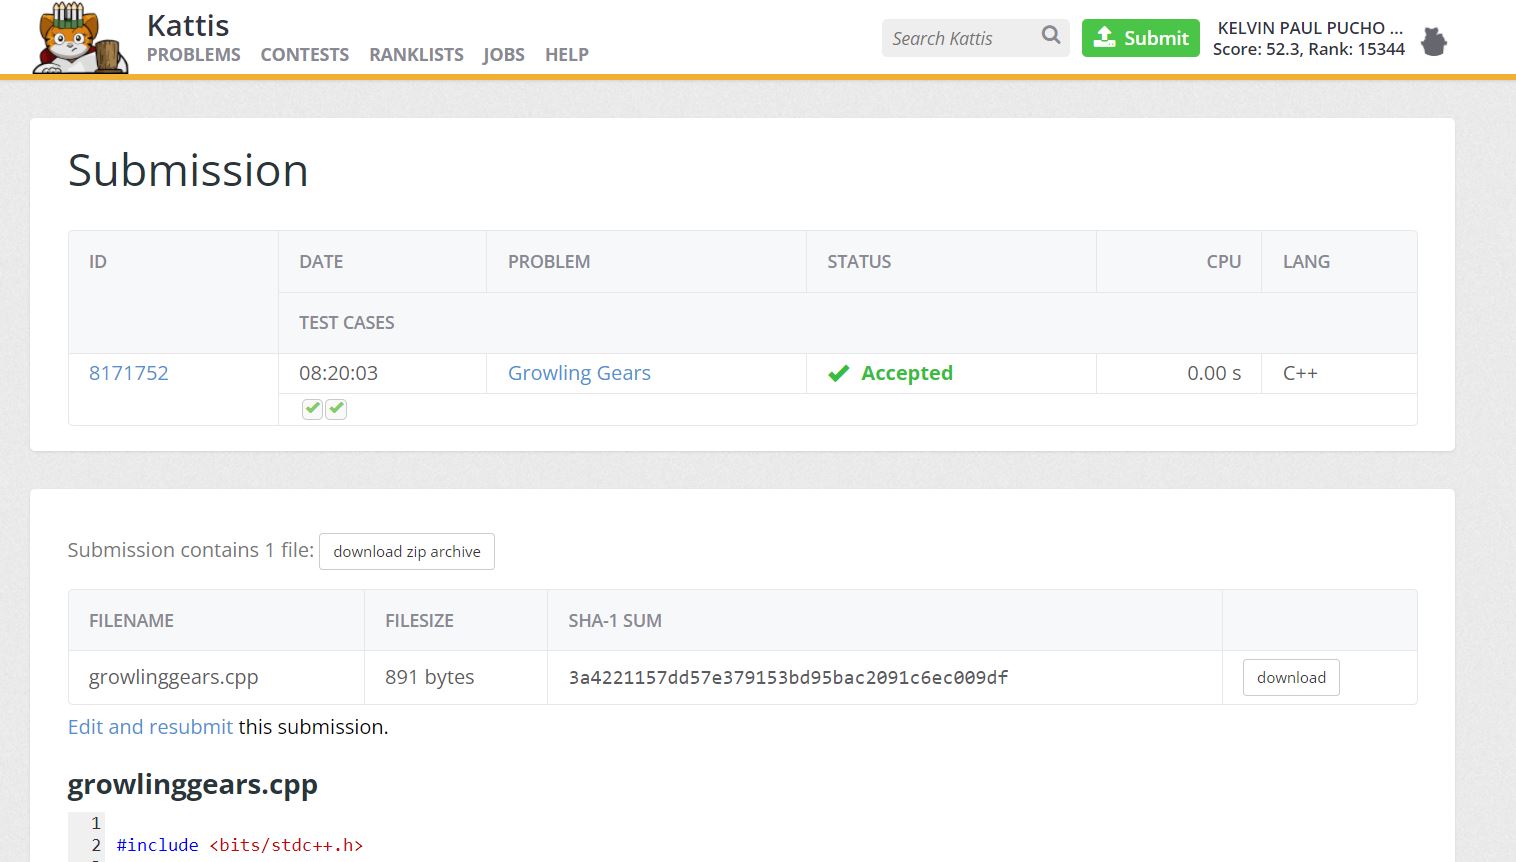 Kattis
PROBLEMS CONTESTS RANKLISTS JOBS HELP
Search Kattis
Submit
KELVIN PAUL PUCHO ...
Score: 52.3, Rank: 15344
Submission
ID DATE PROBLEM STATUS CPU LANG
TEST CASES
8171752 08:20:03 Growling Gears Accepted 0.00 s C++
Submission contains 1 file: download zip archive
FILENAME FILESIZE SHA-1 SUM
growlinggears.cpp 891 bytes 3a4221157dd57e379153bd95bac2091c6ec009df download
Edit and resubmit this submission.
growlinggears.cpp
1
2 #include <bits/stdc++.h>